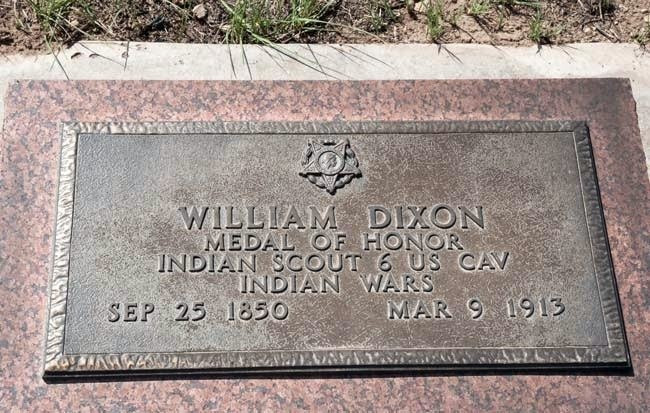 WILLIAM DIXON
MEDAL OF HONOR
INDIAN SCOUT 6 US CAV
INDIAN WARS
SEP 25 1850 MAR 9 1913